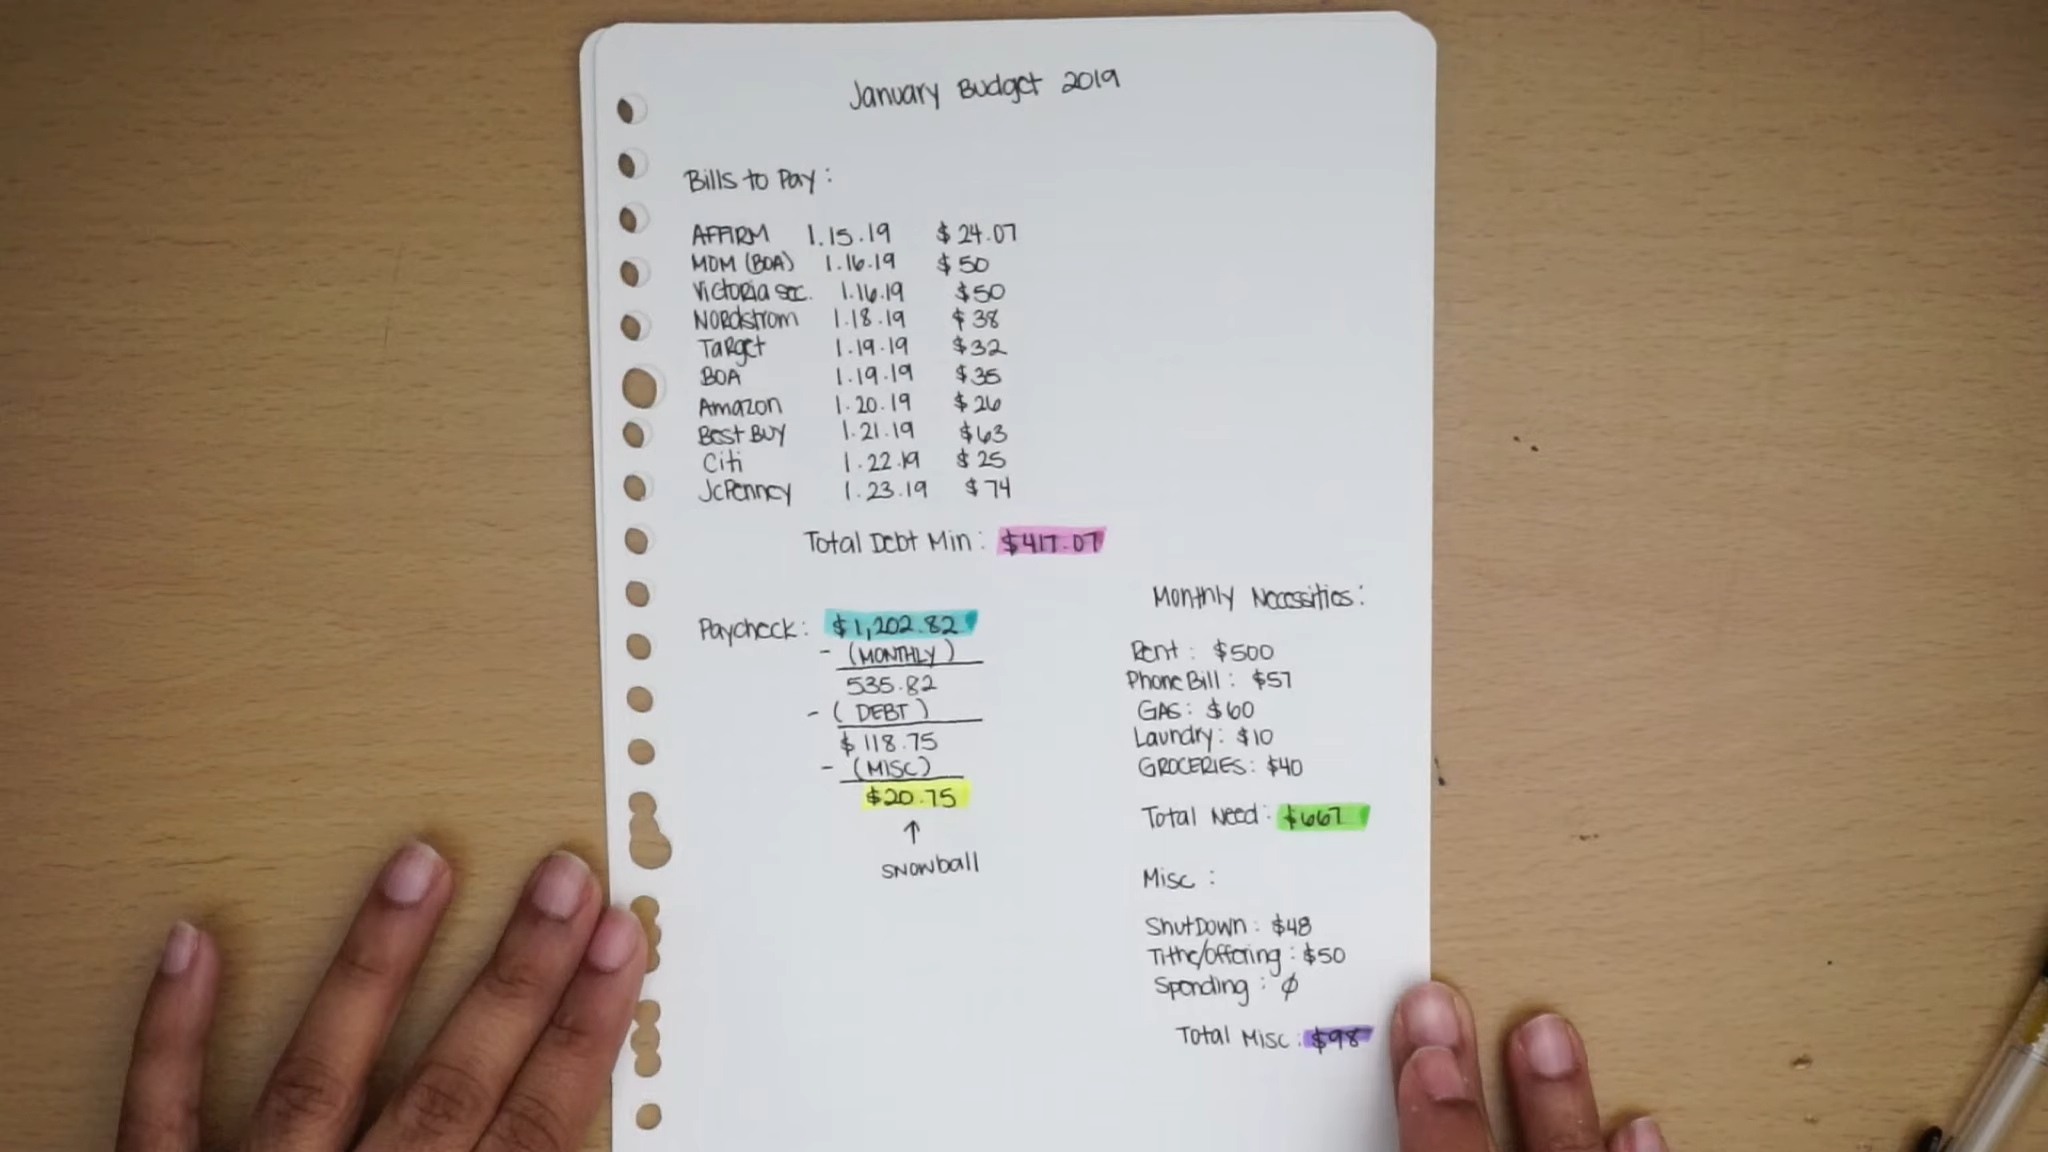 January Budget 2019
Bills to Pay :
AFFIRM 1.15.19 $24.07
MOM (BOA) 1.16.19 $50
Victoria sec. 1.16.19 $50
Nordstrom 1.18.19 $38
Target 1.19.19 $32
BOA 1.19.19 $35
Amazon 1.20.19 $26
Best Buy 1.21.19 $63
Citi 1.22.19 $25
JcPenney 1.23.19 $74
Total Debt Min : $417.07
Paycheck : $1,202.82
- (MONTHLY)
535.82
- (DEBT)
$118.75
- (MISC)
$20.75
↑
snowball
Monthly Necessities :
Rent : $500
Phone Bill : $57
GAS : $60
Laundry : $10
GROCERIES : $40
Total Need : $667
Misc :
ShutDown : $48
Tithe/offering : $50
Spending : ∅
Total Misc : $98